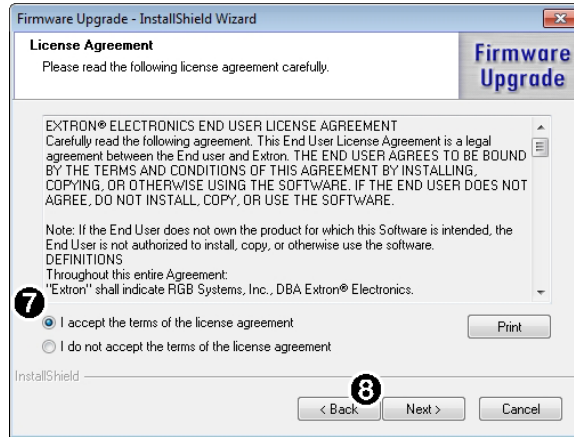 Firmware Upgrade - InstallShield Wizard
License Agreement
Please read the following license agreement carefully.
Firmware
Upgrade
EXTRON® ELECTRONICS END USER LICENSE AGREEMENT
Carefully read the following agreement. This End User License Agreement is a legal
agreement between the End user and Extron. THE END USER AGREES TO BE BOUND
BY THE TERMS AND CONDITIONS OF THIS AGREEMENT BY INSTALLING,
COPYING, OR OTHERWISE USING THE SOFTWARE. IF THE END USER DOES NOT
AGREE, DO NOT INSTALL, COPY, OR USE THE SOFTWARE.
Note: If the End User does not own the product for which this Software is intended, the
End User is not authorized to install, copy, or otherwise use the software.
DEFINITIONS
Throughout this entire Agreement:
"Extron" shall indicate RGB Systems, Inc., DBA Extron® Electronics.
7
I accept the terms of the license agreement
Print
I do not accept the terms of the license agreement
InstallShield
8
< Back
Next >
Cancel